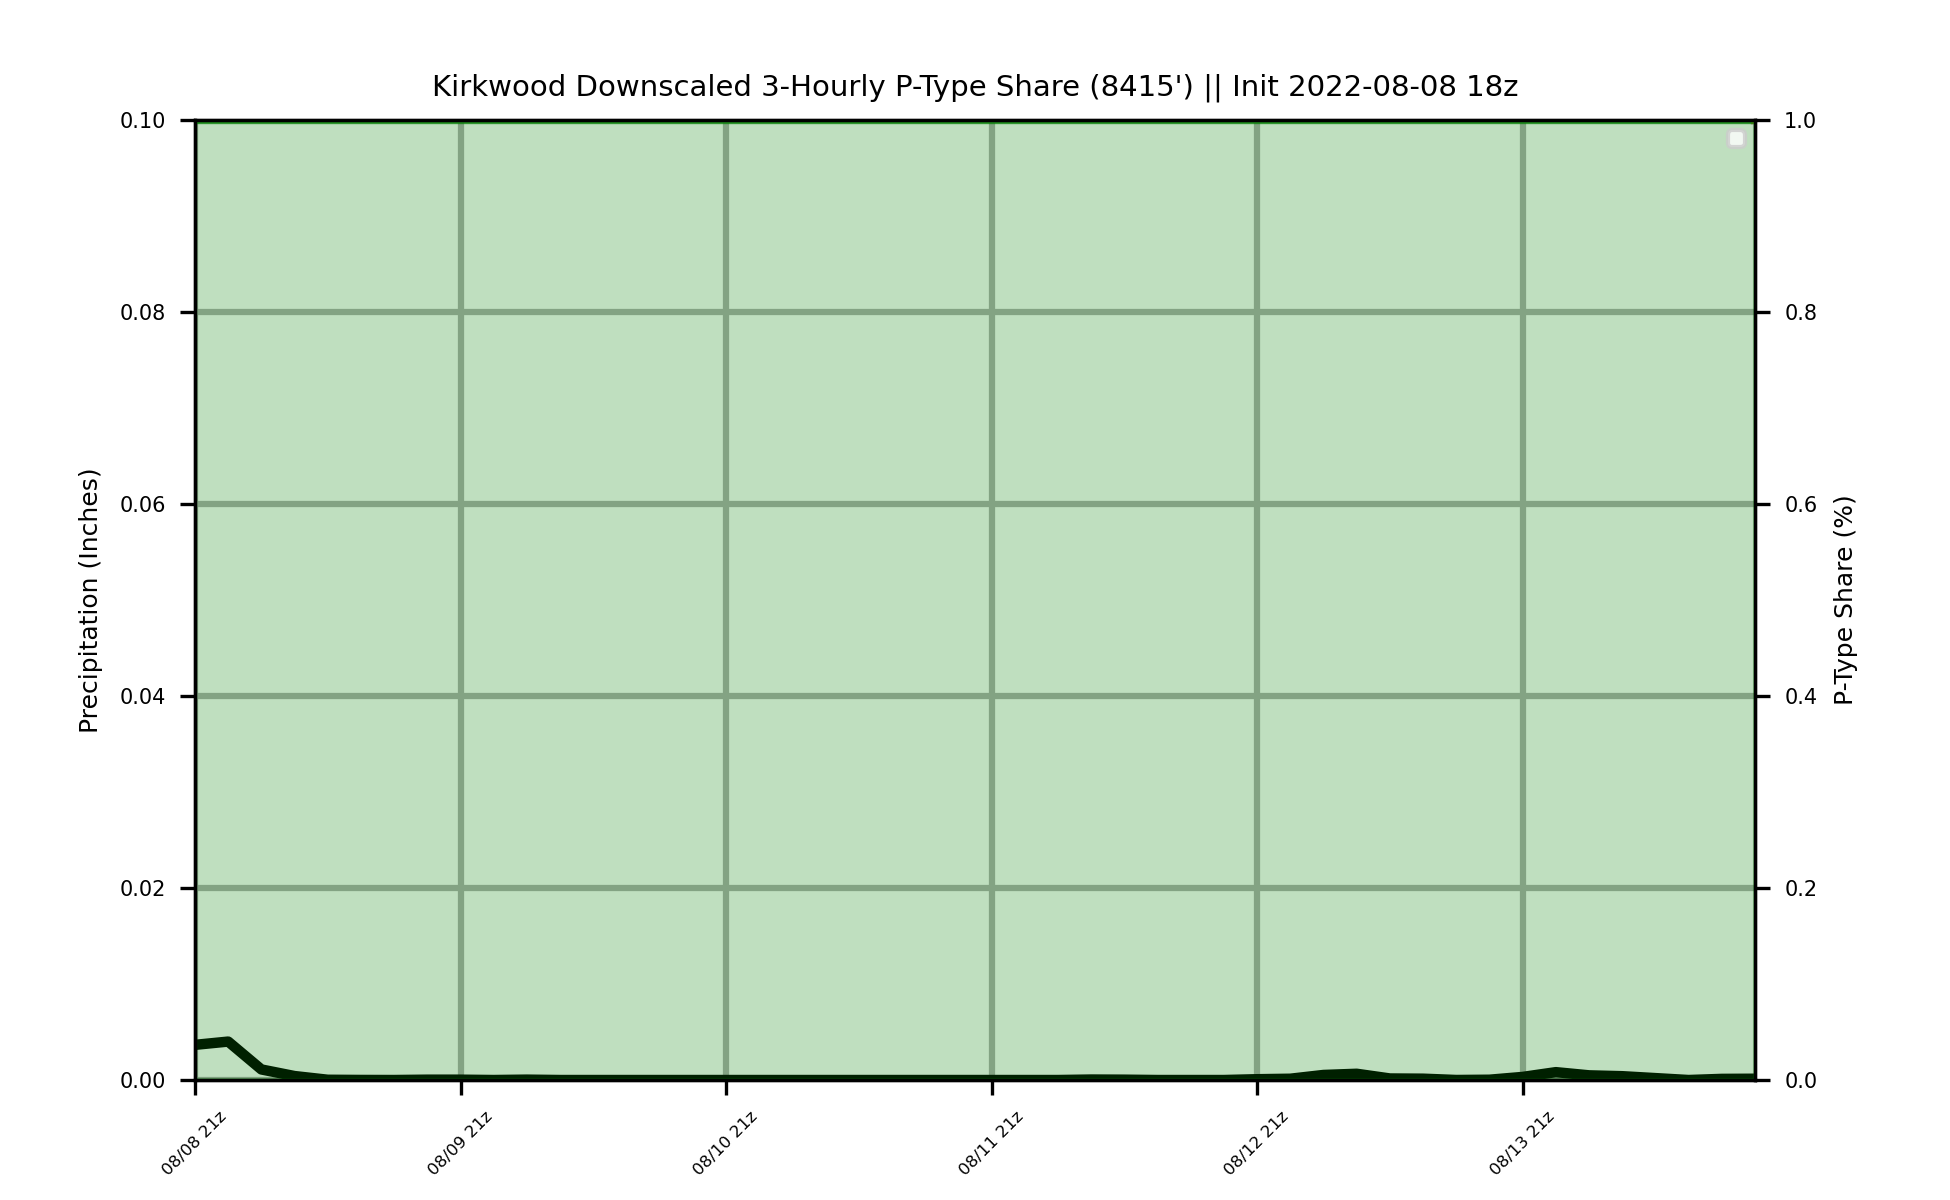 Kirkwood Downscaled 3-Hourly P-Type Share (8415') || Init 2022-08-08 18z
Precipitation (Inches)
0.10
0.08
0.06
0.04
0.02
0.00
1.0
0.8
0.6
0.4
0.2
0.0
P-Type Share (%)
08/08 21z
08/09 21z
08/10 21z
08/11 21z
08/12 21z
08/13 21z